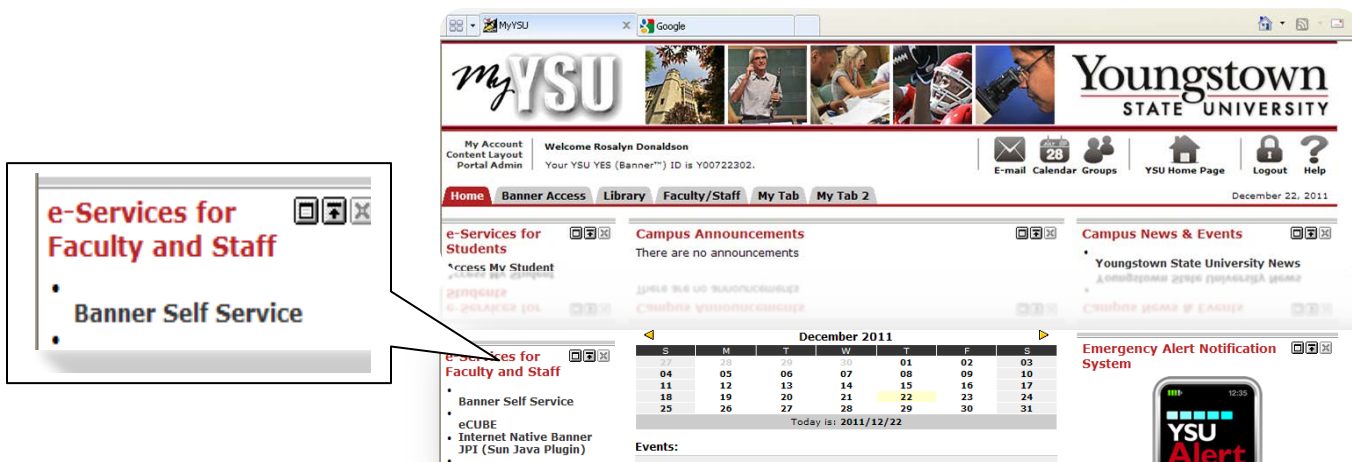 MyYSU
Google
My YSU
Youngstown
STATE UNIVERSITY
My Account
Content Layout
Portal Admin
Welcome Rosalyn Donaldson
Your YSU YES (Banner™) ID is Y00722302.
28
E-mail Calendar Groups YSU Home Page Logout Help
Home Banner Access Library Faculty/Staff My Tab My Tab 2
December 22, 2011
e-Services for
Faculty and Staff
• Banner Self Service
•
e-Services for
Students
Access My Student
Campus Announcements
There are no announcements
Campus News & Events
• Youngstown State University News
e-Services for
Faculty and Staff
• Banner Self Service
• eCUBE
• Internet Native Banner
JPI (Sun Java Plugin)
•
December 2011
S M T W T F S
27 28 29 30 01 02 03
04 05 06 07 08 09 10
11 12 13 14 15 16 17
18 19 20 21 22 23 24
25 26 27 28 29 30 31
Today is: 2011/12/22
Events:
Emergency Alert Notification
System
12:35
YSU
Alert